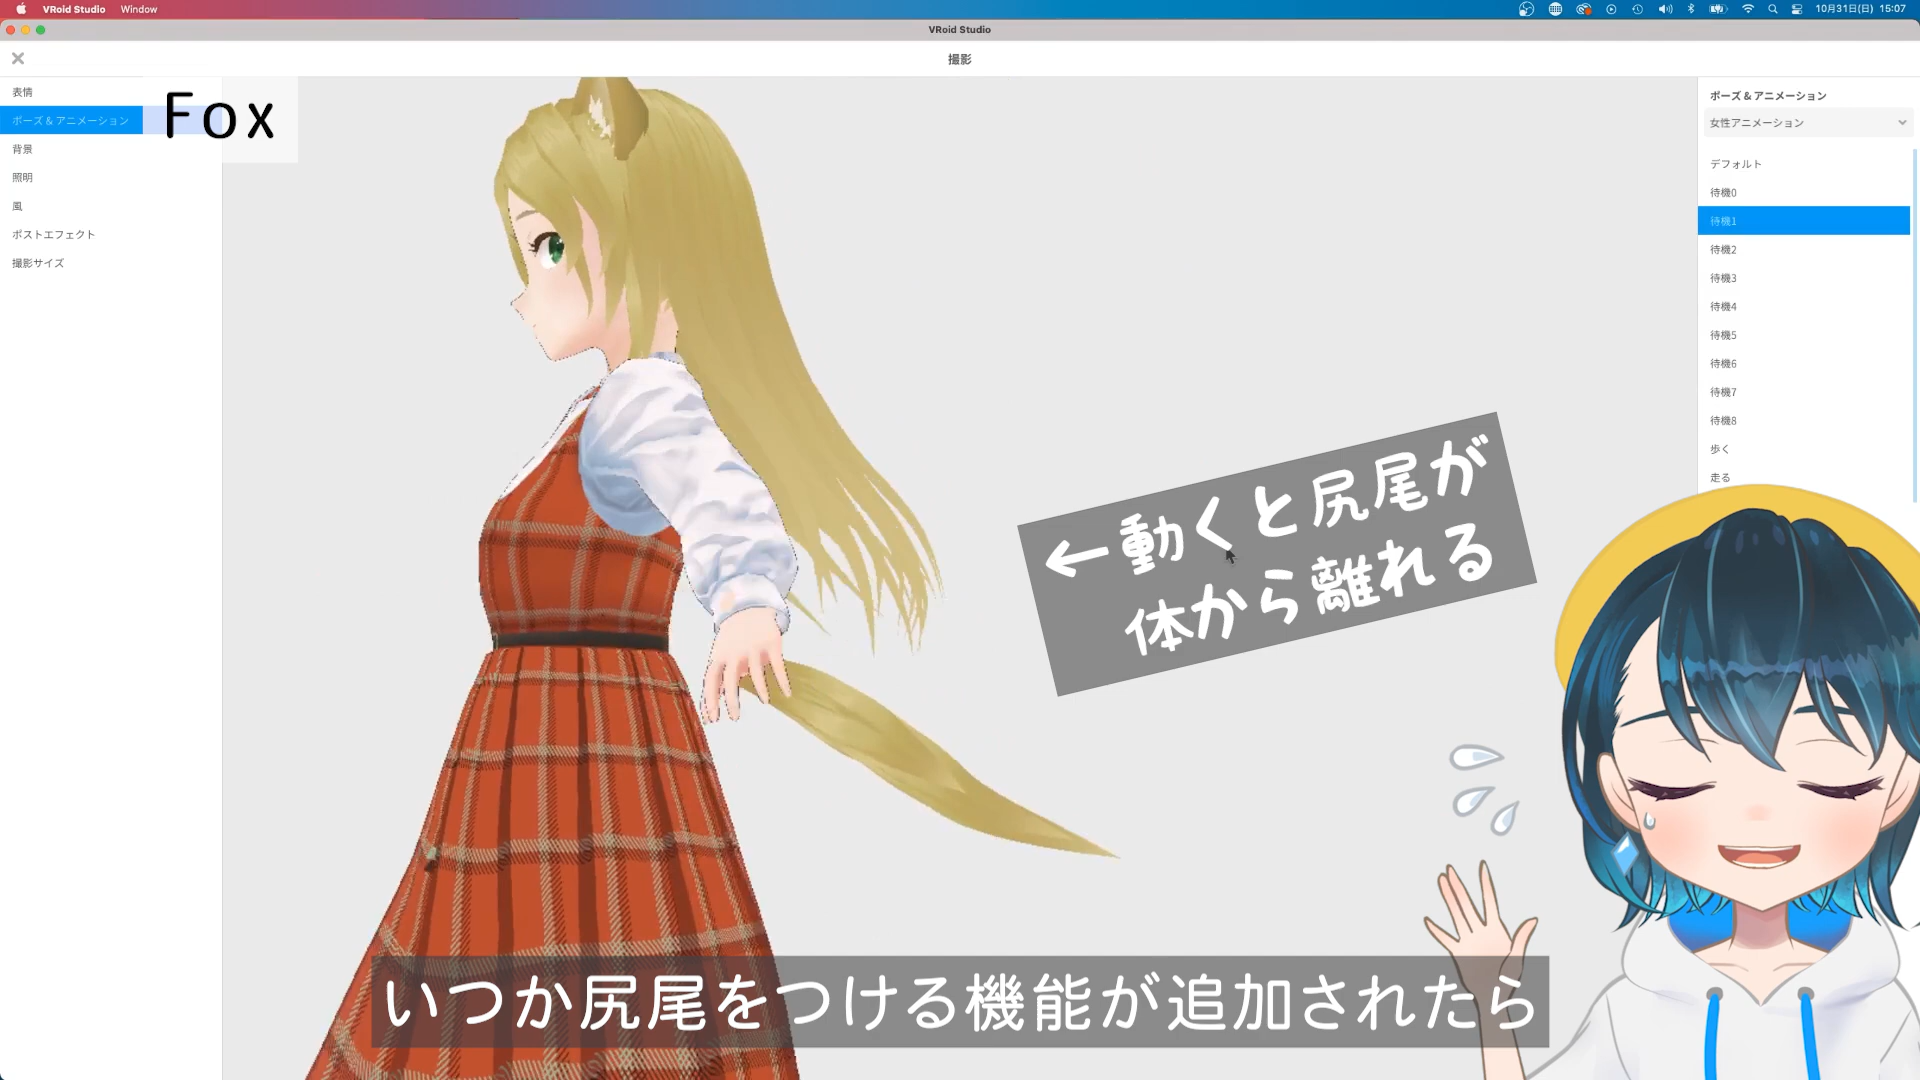 VRoid Studio Window
10月31日(日) 15:07
VRoid Studio
撮影
表情
ポーズ & アニメーション
背景
照明
風
ポストエフェクト
撮影サイズ
Fox
←動くと尻尾が
体から離れる
ポーズ & アニメーション
女性アニメーション
デフォルト
待機0
待機1
待機2
待機3
待機4
待機5
待機6
待機7
待機8
歩く
走る
いつか尻尾をつける機能が追加されたら